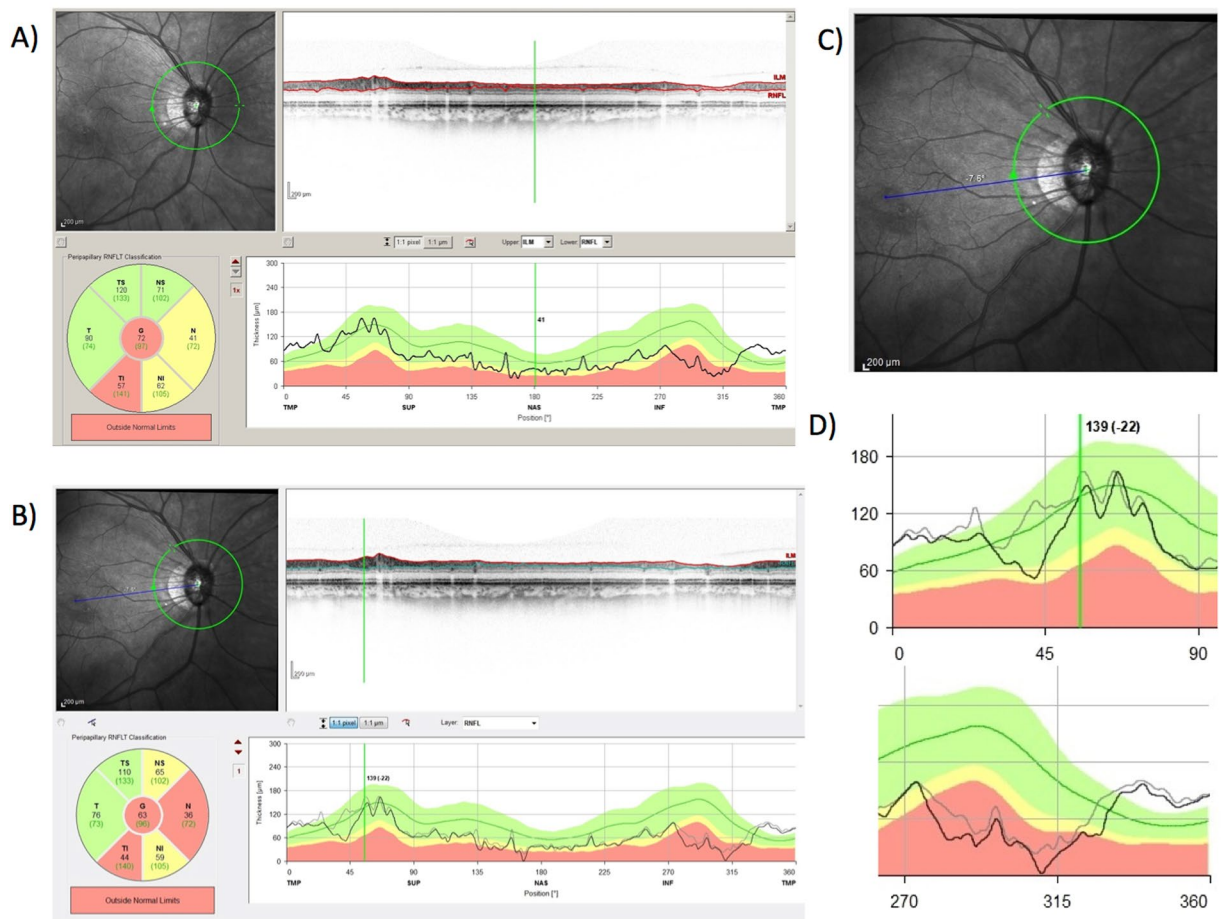 A)
ILM
RNFL
200 µm
200 µm
1:1 pixel 1:1 µm Upper: ILM Lower: RNFL
Peripapillary RNFLT Classification
TS
120
(133)
NS
71
(102)
T
90
(74)
G
72
(97)
N
41
(72)
TI
57
(141)
NI
62
(105)
Outside Normal Limits
1x
Thickness [µm]
300
240
180
120
60
0
41
0 45 90 135 180 225 270 315 360
TMP SUP NAS INF TMP
Position [°]
B)
ILM
200 µm
200 µm
1:1 pixel 1:1 µm Layer: RNFL
Peripapillary RNFLT Classification
TS
110
(133)
NS
65
(102)
T
76
(73)
G
63
(96)
N
36
(72)
TI
44
(140)
NI
59
(105)
Outside Normal Limits
1
Thickness [µm]
300
240
180
120
60
0
139 (-22)
0 45 90 135 180 225 270 315 360
TMP SUP NAS INF TMP
Position [°]
C)
-7.6°
200 µm
D)
139 (-22)
180
120
60
0
0 45 90
270 315 360